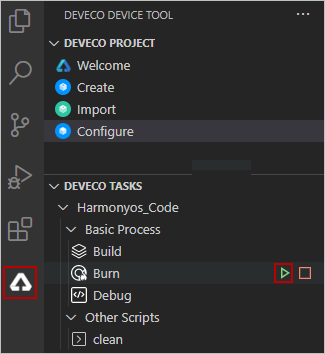 DEVECO DEVICE TOOL
DEVECO PROJECT
Welcome
Create
Import
Configure
DEVECO TASKS
Harmonyos_Code
Basic Process
Build
Burn
Debug
Other Scripts
clean